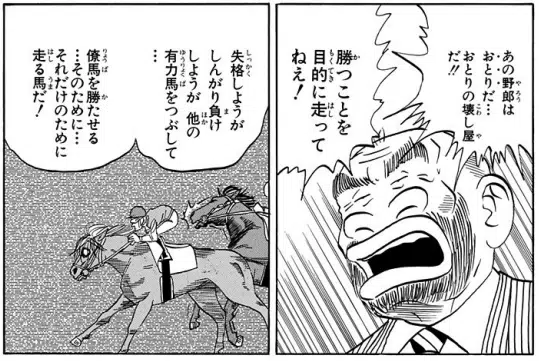 あの野郎は
おとりだ…
おとりの壊し屋
だ!!
勝つことを
目的に走って
ねえ!
失格しようが
しんがり負け
しようが 他の
有力馬をつぶして
…
僚馬を勝たせる
…そのために…
それだけのために
走る馬だ!